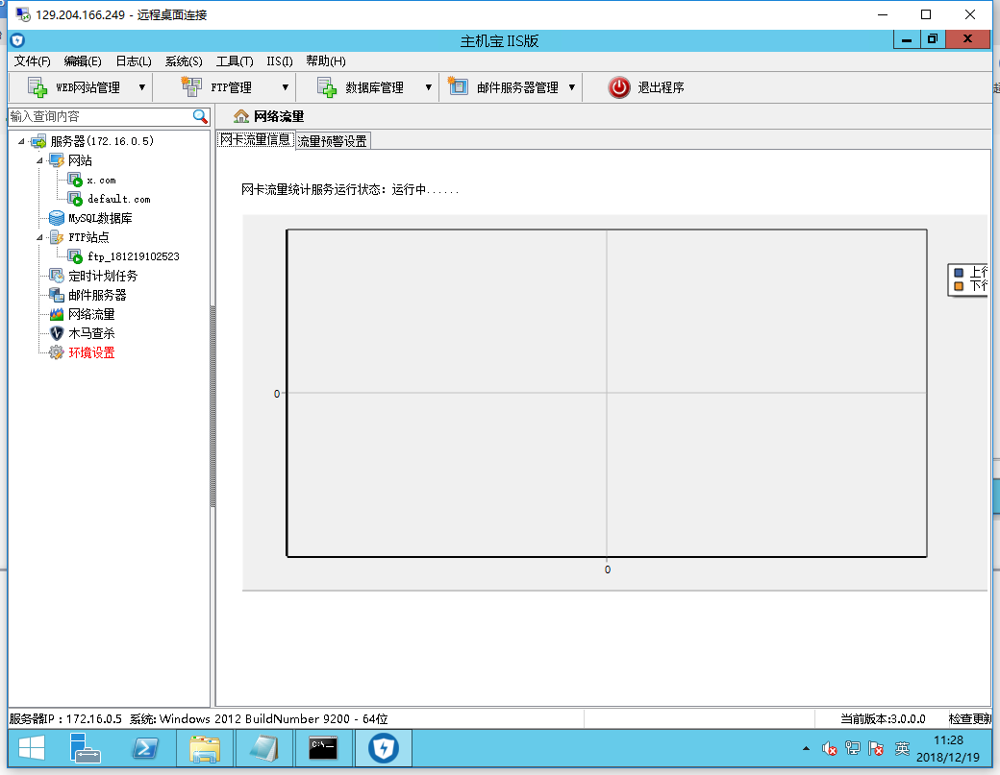 129.204.166.249 - 远程桌面连接
主机宝 IIS版
文件(F) 编辑(E) 日志(L) 系统(S) 工具(T) IIS(I) 帮助(H)
WEB网站管理 FTP管理 数据库管理 邮件服务器管理 退出程序
输入查询内容
网络流量
网卡流量信息 流量预警设置
服务器(172.16.0.5)
网站
x.com
default.com
MySQL数据库
FTP站点
ftp_181219102523
定时计划任务
邮件服务器
网络流量
木马查杀
环境设置
网卡流量统计服务运行状态：运行中......
上行
下行
0
0
服务器IP：172.16.0.5 系统: Windows 2012 BuildNumber 9200 - 64位
当前版本:3.0.0.0 检查更新
C:\_
英
11:28
2018/12/19